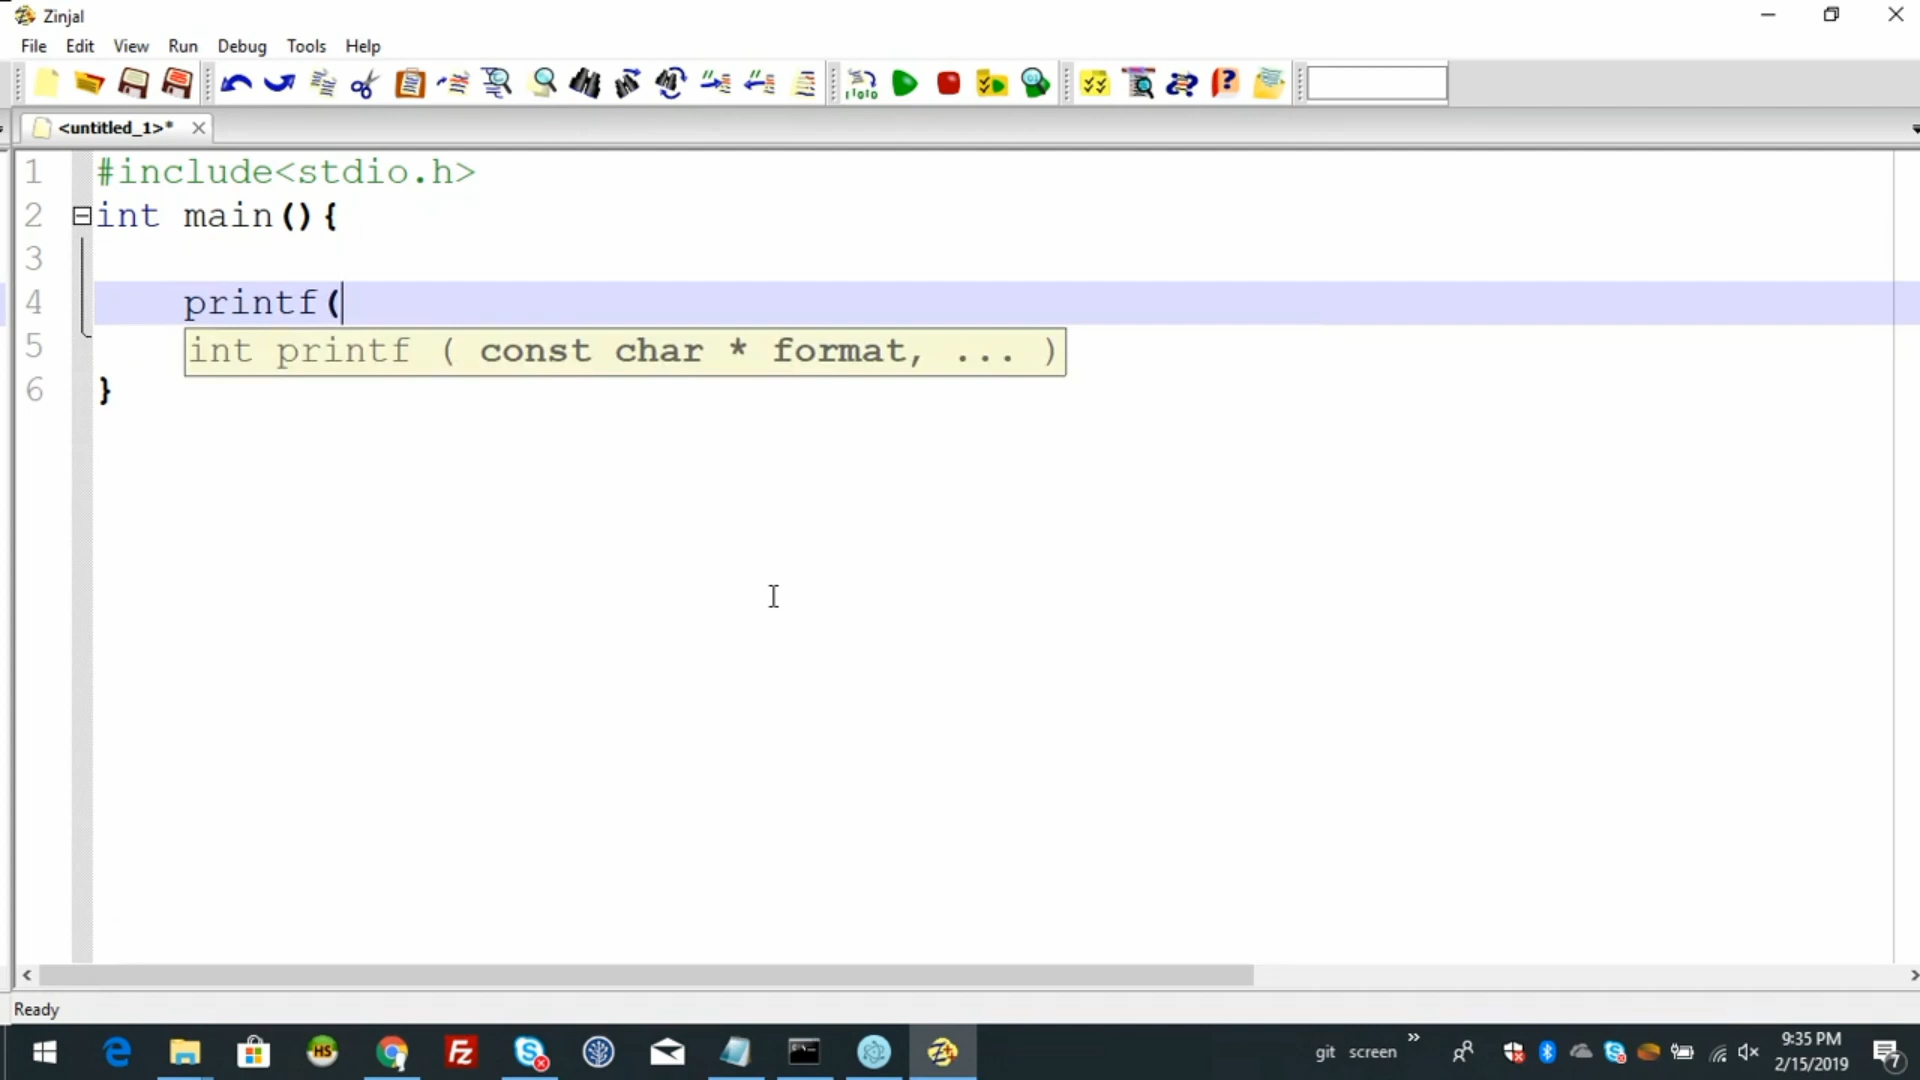 Zinjal
File Edit View Run Debug Tools Help
<untitled_1>*
1 #include<stdio.h>
2 int main(){
3
4 printf(
5 int printf ( const char * format, ... )
6 }
Ready
git screen
9:35 PM
2/15/2019
7